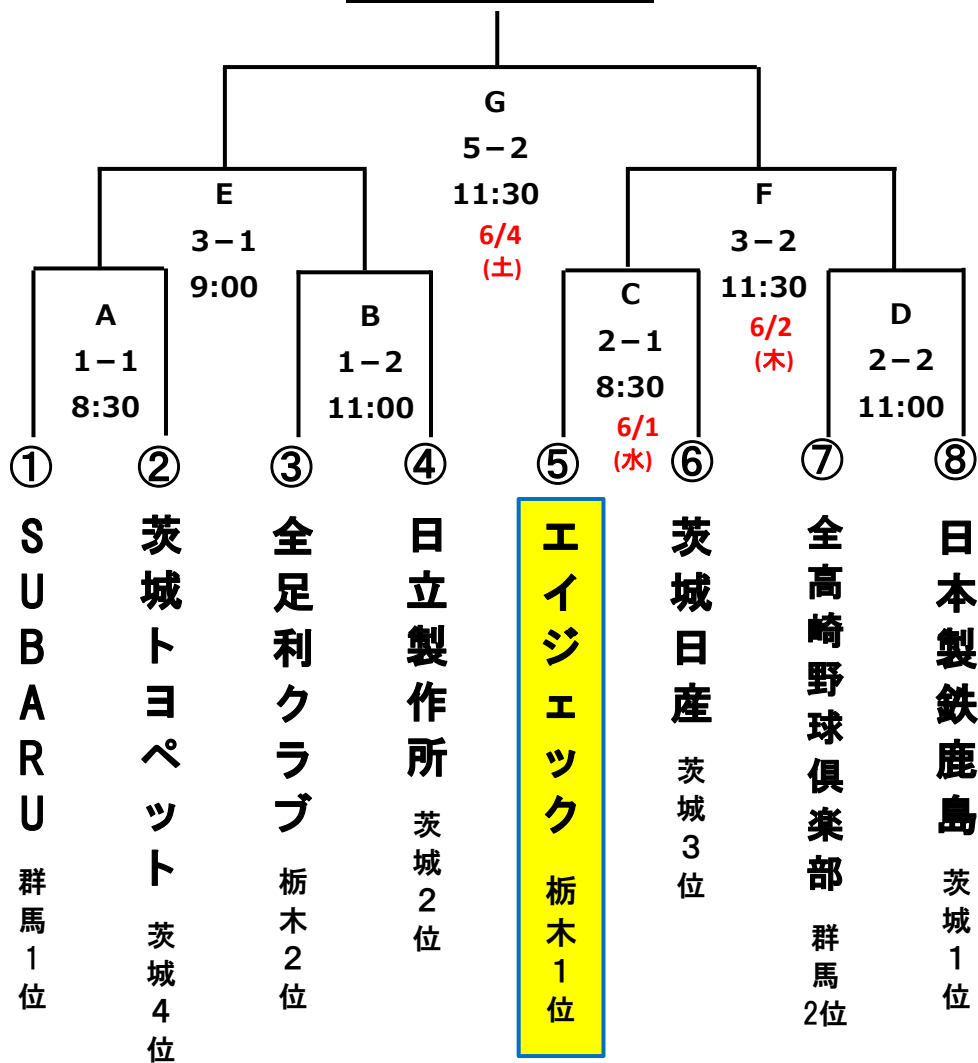 G
5-2
11:30
6/4
(土)
E
3-1
9:00
F
3-2
11:30
6/2
(木)
A
1-1
8:30
B
1-2
11:00
C
2-1
8:30
6/1
(水)
D
2-2
11:00
① SUBARU 群馬1位
② 茨城トヨペット 茨城4位
③ 全足利クラブ 栃木2位
④ 日立製作所 茨城2位
⑤ エイジェック 栃木1位
⑥ 茨城日産 茨城3位
⑦ 全高崎野球倶楽部 群馬2位
⑧ 日本製鉄鹿島 茨城1位